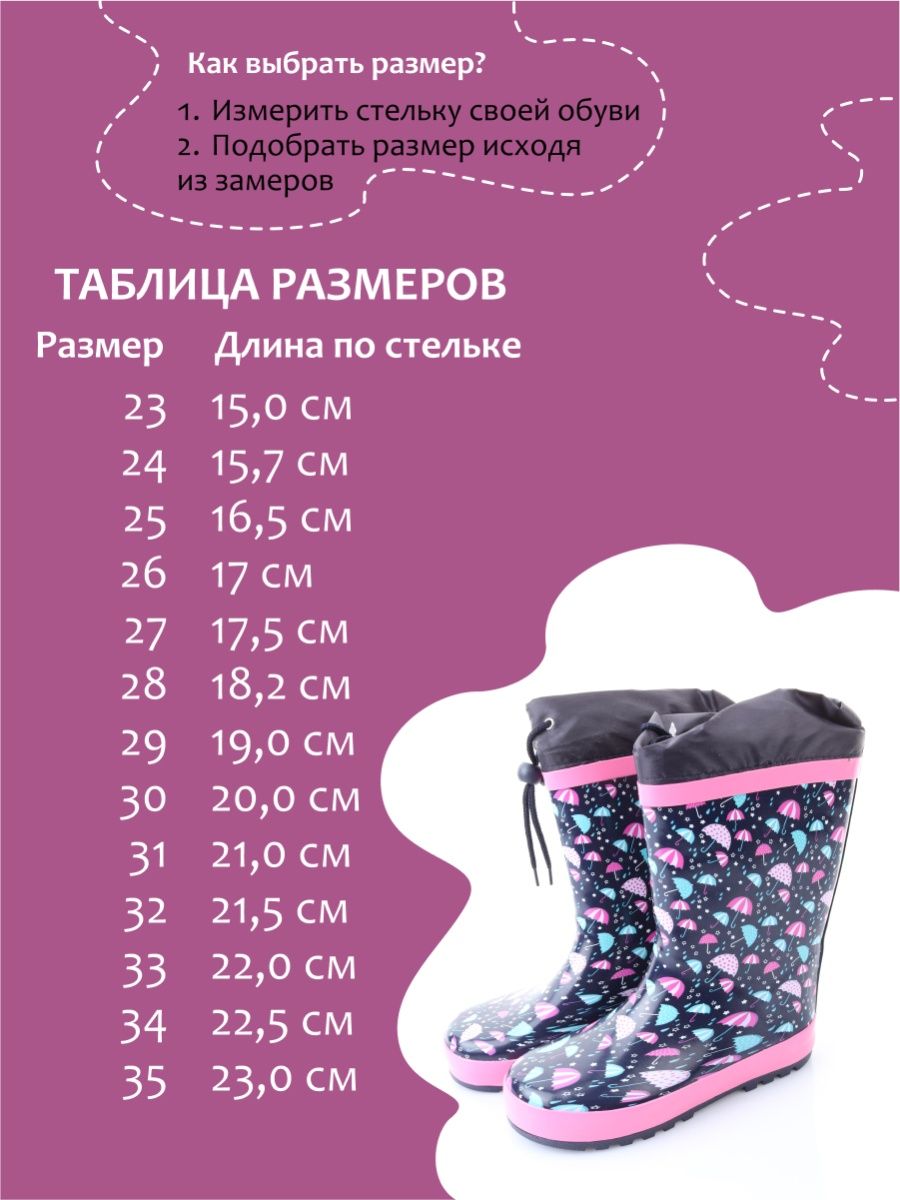 Как выбрать размер?
1. Измерить стельку своей обуви
2. Подобрать размер исходя
из замеров
ТАБЛИЦА РАЗМЕРОВ
Размер Длина по стельке
23 15,0 см
24 15,7 см
25 16,5 см
26 17 см
27 17,5 см
28 18,2 см
29 19,0 см
30 20,0 см
31 21,0 см
32 21,5 см
33 22,0 см
34 22,5 см
35 23,0 см